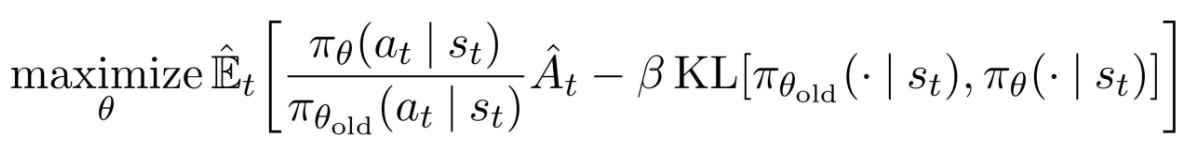 maximize_θ Ê_t [ π_θ(a_t | s_t) / π_θ_old(a_t | s_t) Â_t − β KL[π_θ_old(· | s_t), π_θ(· | s_t)] ]